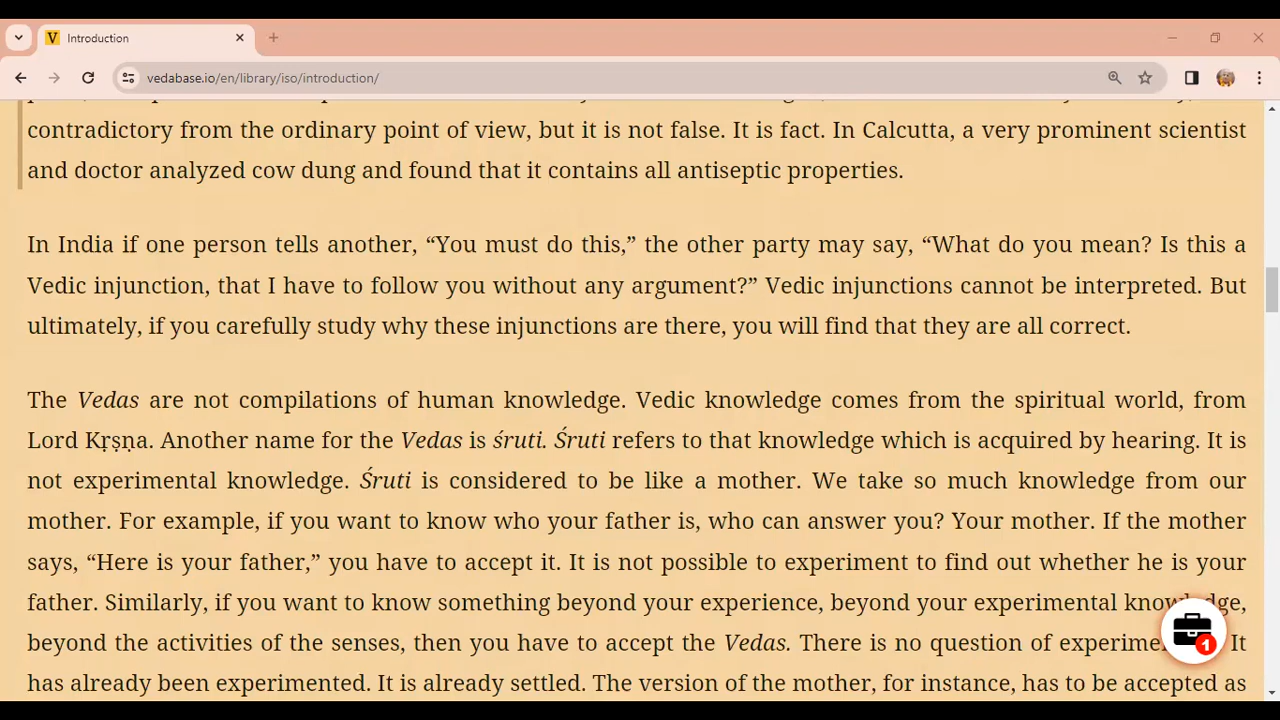 Introduction
vedabase.io/en/library/iso/introduction/
contradictory from the ordinary point of view, but it is not false. It is fact. In Calcutta, a very prominent scientist
and doctor analyzed cow dung and found that it contains all antiseptic properties.
In India if one person tells another, “You must do this,” the other party may say, “What do you mean? Is this a
Vedic injunction, that I have to follow you without any argument?” Vedic injunctions cannot be interpreted. But
ultimately, if you carefully study why these injunctions are there, you will find that they are all correct.
The Vedas are not compilations of human knowledge. Vedic knowledge comes from the spiritual world, from
Lord Kṛṣṇa. Another name for the Vedas is śruti. Śruti refers to that knowledge which is acquired by hearing. It is
not experimental knowledge. Śruti is considered to be like a mother. We take so much knowledge from our
mother. For example, if you want to know who your father is, who can answer you? Your mother. If the mother
says, “Here is your father,” you have to accept it. It is not possible to experiment to find out whether he is your
father. Similarly, if you want to know something beyond your experience, beyond your experimental knowledge,
beyond the activities of the senses, then you have to accept the Vedas. There is no question of It
has already been experimented. It is already settled. The version of the mother, for instance, has to be accepted as
1